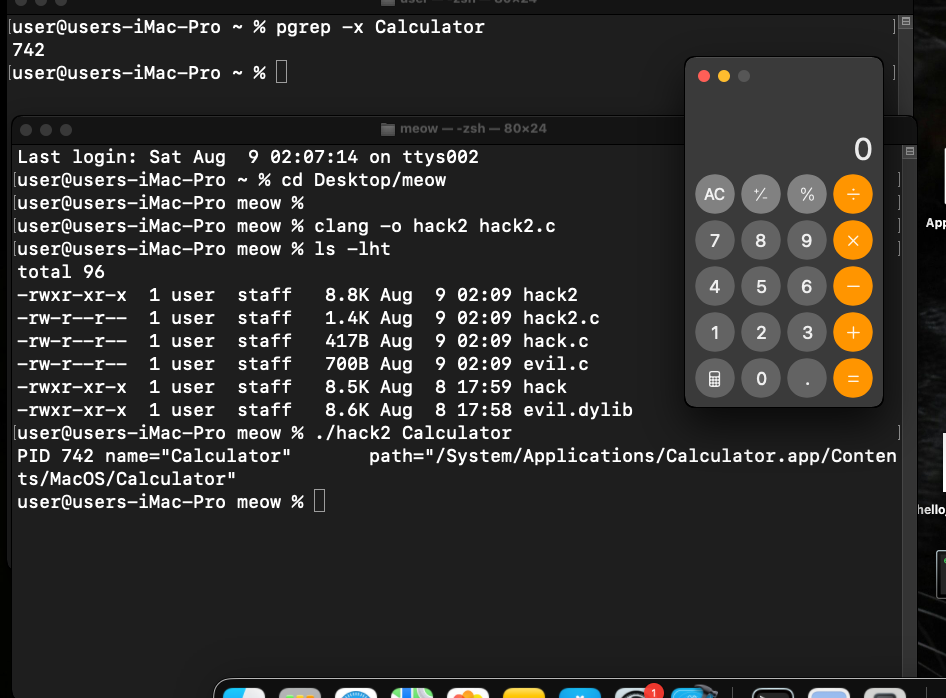 user@users-iMac-Pro ~ % pgrep -x Calculator
742
user@users-iMac-Pro ~ %
meow — -zsh — 80×24
Last login: Sat Aug  9 02:07:14 on ttys002
user@users-iMac-Pro ~ % cd Desktop/meow
user@users-iMac-Pro meow %
user@users-iMac-Pro meow % clang -o hack2 hack2.c
user@users-iMac-Pro meow % ls -lht
total 96
-rwxr-xr-x  1 user  staff   8.8K Aug  9 02:09 hack2
-rw-r--r--  1 user  staff   1.4K Aug  9 02:09 hack2.c
-rw-r--r--  1 user  staff   417B Aug  9 02:09 hack.c
-rw-r--r--  1 user  staff   700B Aug  9 02:09 evil.c
-rwxr-xr-x  1 user  staff   8.5K Aug  8 17:59 hack
-rwxr-xr-x  1 user  staff   8.6K Aug  8 17:58 evil.dylib
user@users-iMac-Pro meow % ./hack2 Calculator
PID 742 name="Calculator"       path="/System/Applications/Calculator.app/Conten
ts/MacOS/Calculator"
user@users-iMac-Pro meow %
0
AC +/- % ÷
7 8 9 ×
4 5 6 −
1 2 3 +
0 . =
App
hello
1